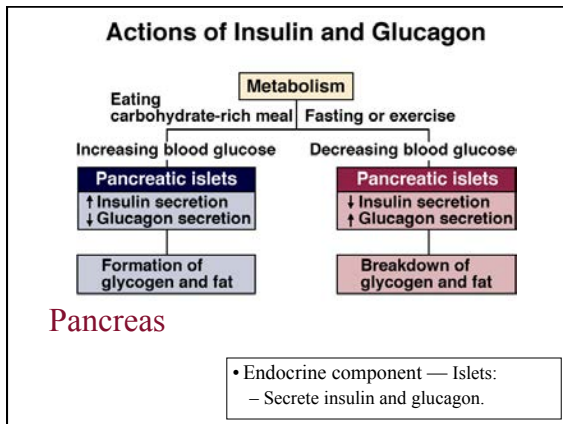 Actions of Insulin and Glucagon
Metabolism
Eating
carbohydrate-rich meal
Fasting or exercise
Increasing blood glucose
Decreasing blood glucose
Pancreatic islets
↑ Insulin secretion
↓ Glucagon secretion
Pancreatic islets
↓ Insulin secretion
↑ Glucagon secretion
Formation of
glycogen and fat
Breakdown of
glycogen and fat
Pancreas
• Endocrine component — Islets:
– Secrete insulin and glucagon.